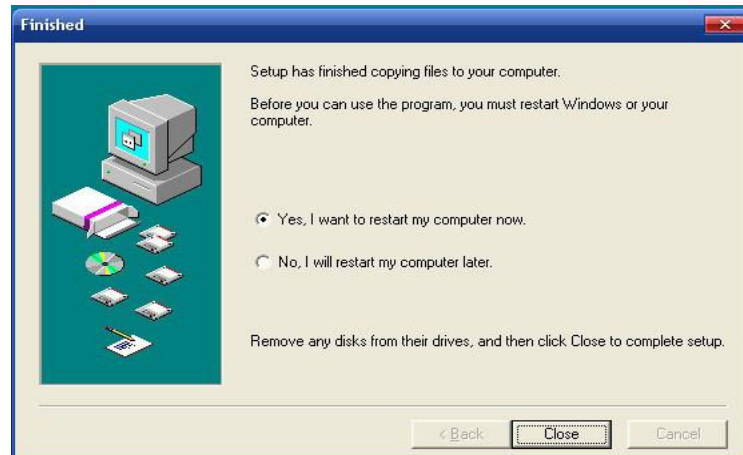 Finished
Setup has finished copying files to your computer.
Before you can use the program, you must restart Windows or your
computer.
Yes, I want to restart my computer now.
No, I will restart my computer later.
Remove any disks from their drives, and then click Close to complete setup.
< Back Close Cancel